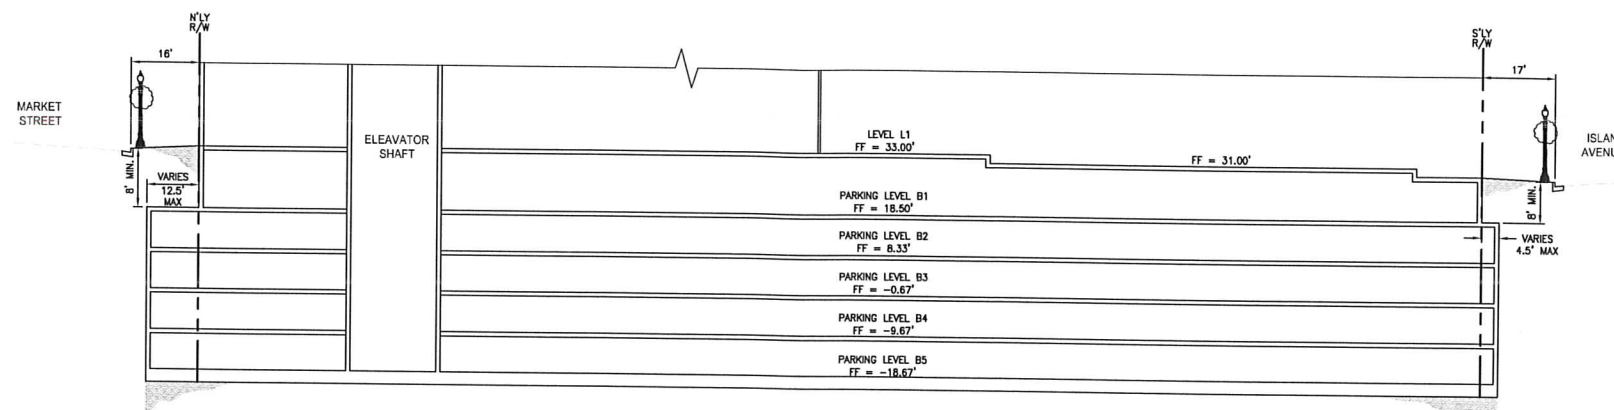 N'LY
R/W
16'
MARKET
STREET
8' MIN.
VARIES
12.5'
MAX
ELEAVATOR
SHAFT
LEVEL L1
FF = 33.00'
FF = 31.00'
PARKING LEVEL B1
FF = 18.50'
PARKING LEVEL B2
FF = 8.33'
PARKING LEVEL B3
FF = -0.67'
PARKING LEVEL B4
FF = -9.67'
PARKING LEVEL B5
FF = -18.67'
S'LY
R/W
17'
ISLAN
AVENU
8' MIN.
VARIES
4.5' MAX